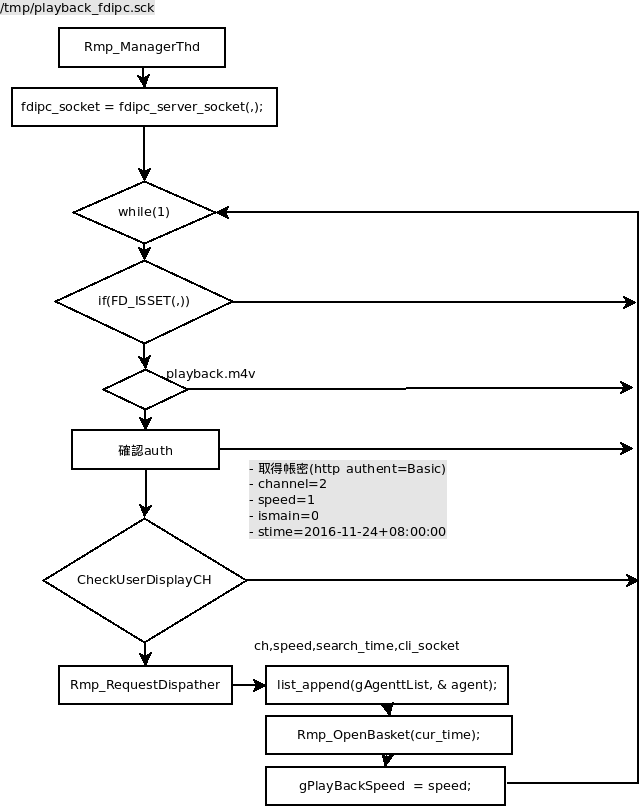 /tmp/playback_fdipc.sck
Rmp_ManagerThd
fdipc_socket = fdipc_server_socket(,);
while(1)
if(FD_ISSET(,))
playback.m4v
確認auth
- 取得帳密(http authent=Basic)
- channel=2
- speed=1
- ismain=0
- stime=2016-11-24+08:00:00
CheckUserDisplayCH
ch,speed,search_time,cli_socket
Rmp_RequestDispather
list_append(gAgenttList, & agent);
Rmp_OpenBasket(cur_time);
gPlayBackSpeed = speed;